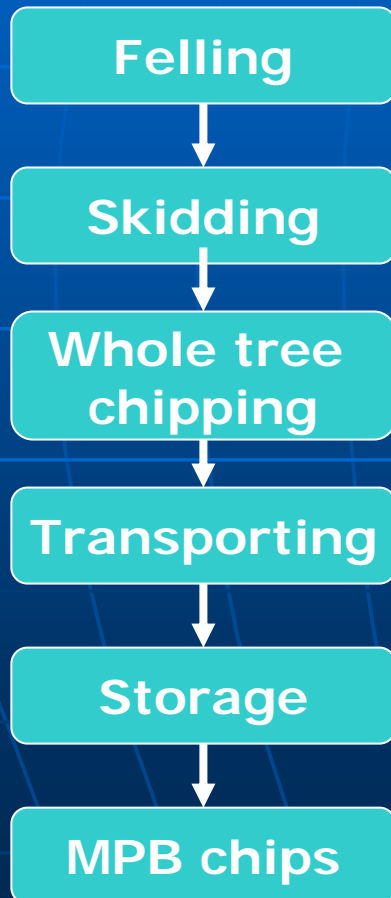 Felling
Skidding
Whole tree
chipping
Transporting
Storage
MPB chips